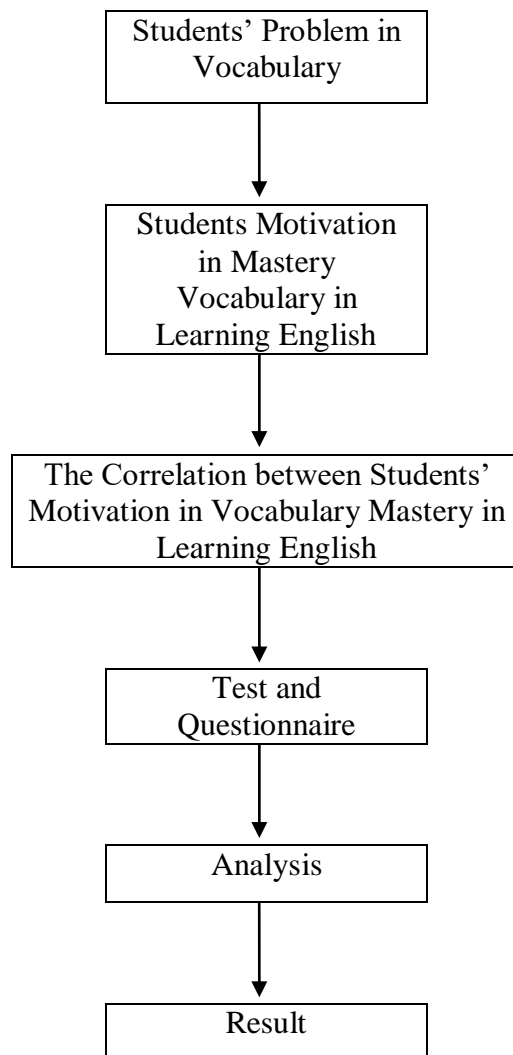 Students’ Problem in
Vocabulary
Students Motivation
in Mastery
Vocabulary in
Learning English
The Correlation between Students’
Motivation in Vocabulary Mastery in
Learning English
Test and
Questionnaire
Analysis
Result